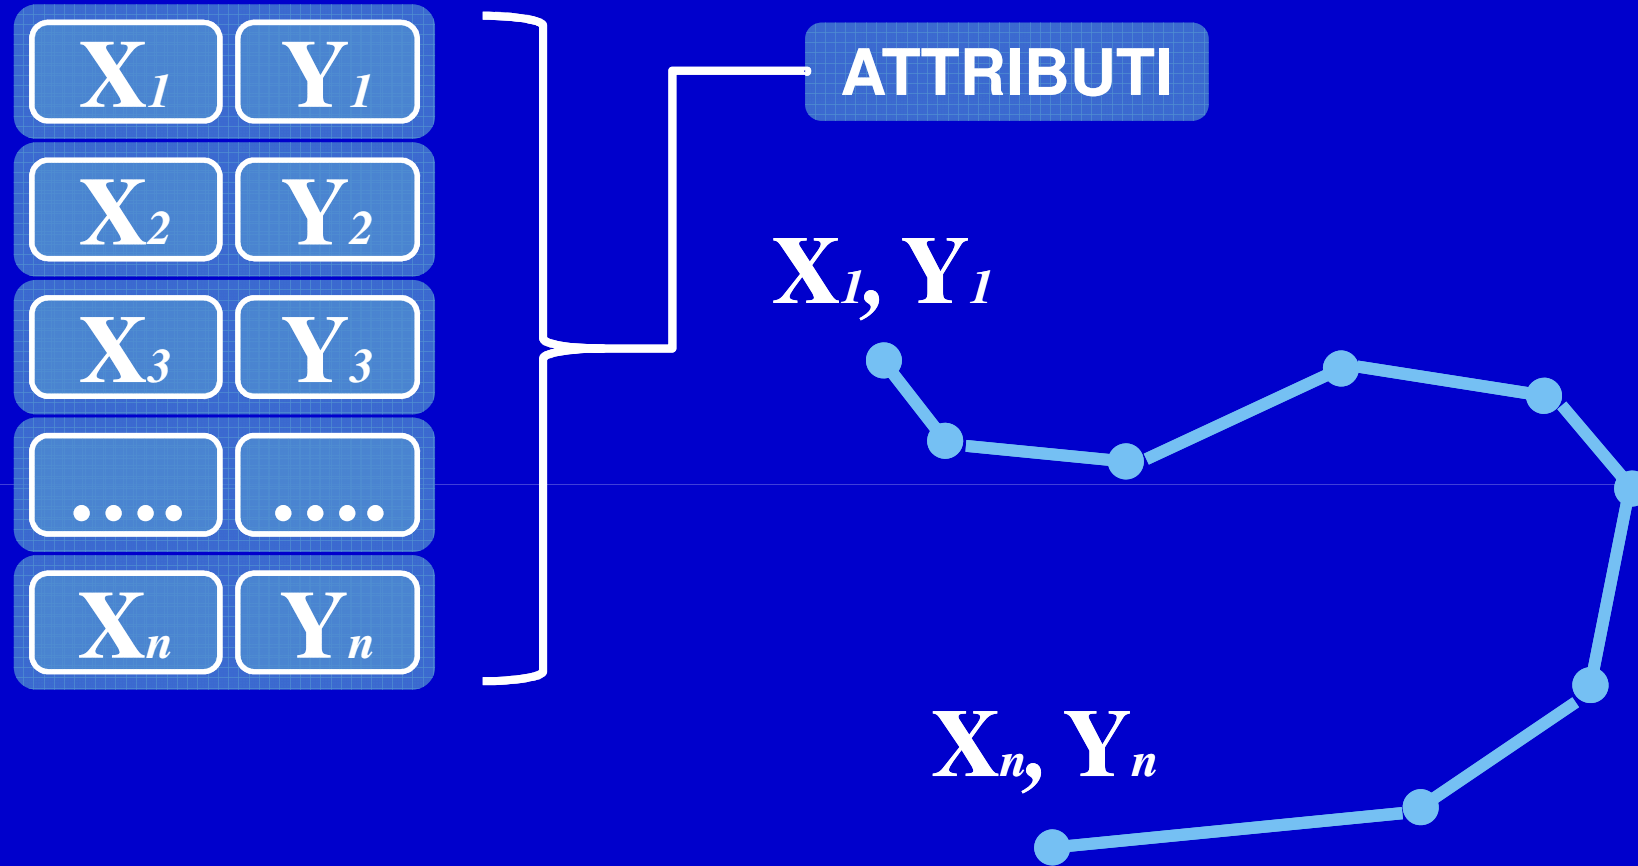 X1 Y1
ATTRIBUTI
X2 Y2
X1, Y1
X3 Y3
.... ....
Xn Yn
Xn, Yn